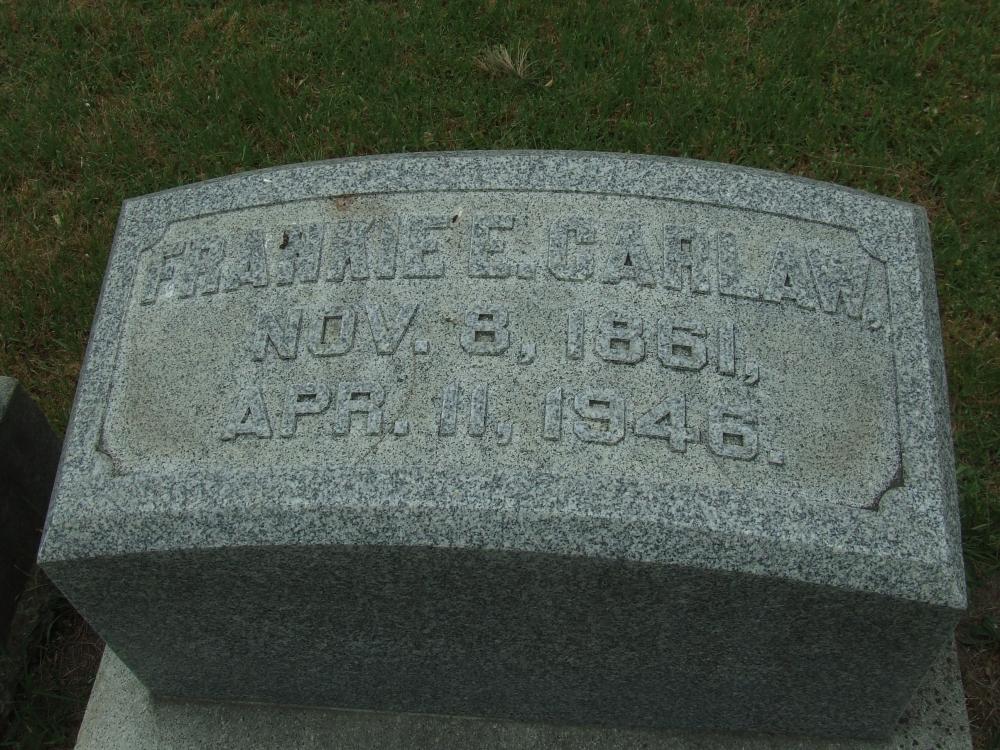 FRANKIE E. CARLAW,
NOV. 8, 1861,
APR. 11, 1946.